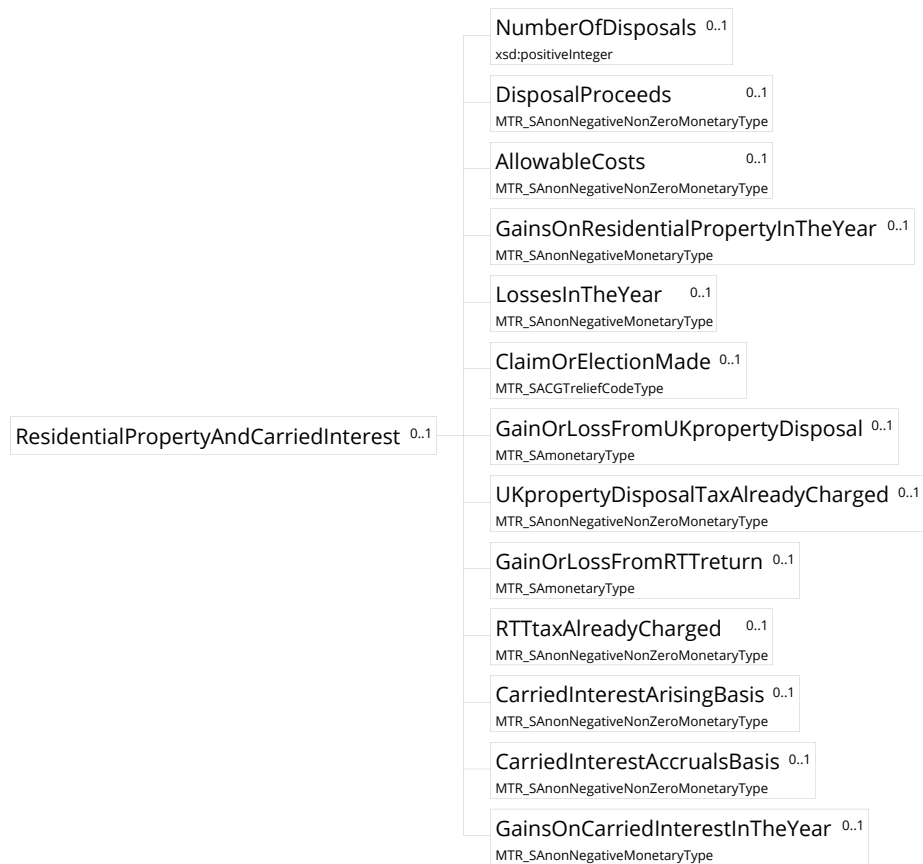 NumberOfDisposals 0..1
xsd:positiveInteger
DisposalProceeds 0..1
MTR_SAnonNegativeNonZeroMonetaryType
AllowableCosts 0..1
MTR_SAnonNegativeNonZeroMonetaryType
GainsOnResidentialPropertyInTheYear 0..1
MTR_SAnonNegativeMonetaryType
LossesInTheYear 0..1
MTR_SAnonNegativeMonetaryType
ClaimOrElectionMade 0..1
MTR_SACGTreliefCodeType
ResidentialPropertyAndCarriedInterest 0..1
GainOrLossFromUKpropertyDisposal 0..1
MTR_SAmonetaryType
UKpropertyDisposalTaxAlreadyCharged 0..1
MTR_SAnonNegativeNonZeroMonetaryType
GainOrLossFromRTTreturn 0..1
MTR_SAmonetaryType
RTTtaxAlreadyCharged 0..1
MTR_SAnonNegativeNonZeroMonetaryType
CarriedInterestArisingBasis 0..1
MTR_SAnonNegativeNonZeroMonetaryType
CarriedInterestAccrualsBasis 0..1
MTR_SAnonNegativeNonZeroMonetaryType
GainsOnCarriedInterestInTheYear 0..1
MTR_SAnonNegativeMonetaryType